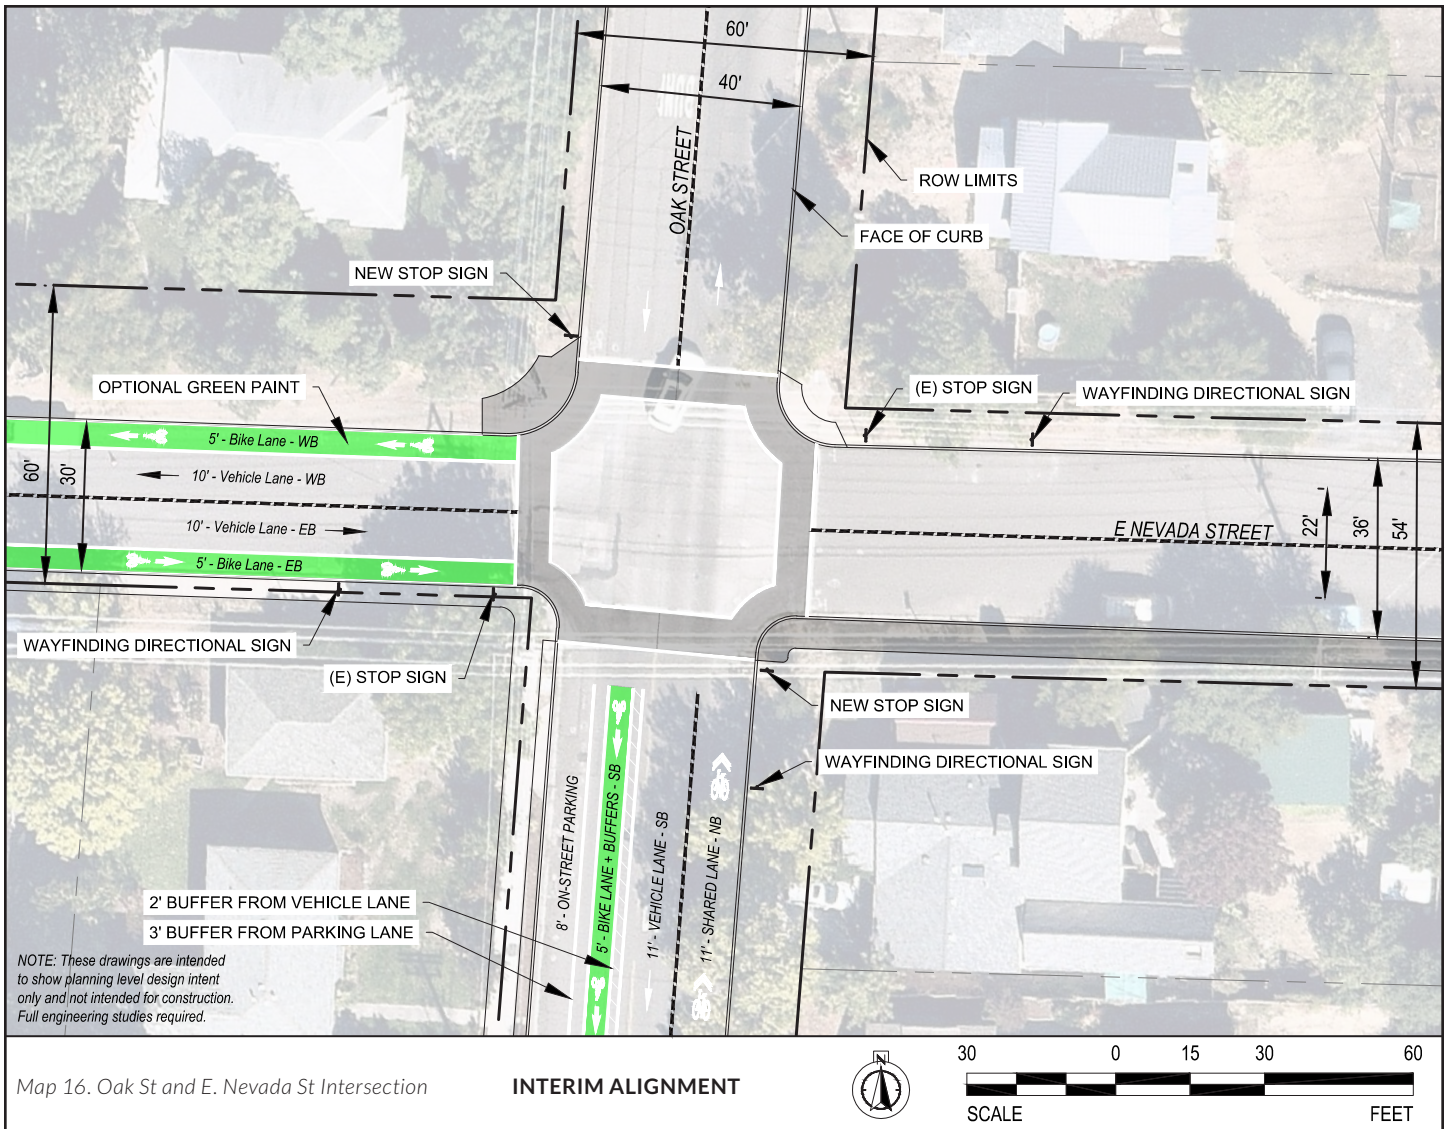 60'
40'
OAK STREET
ROW LIMITS
FACE OF CURB
NEW STOP SIGN
OPTIONAL GREEN PAINT
(E) STOP SIGN
WAYFINDING DIRECTIONAL SIGN
5' - Bike Lane - WB
10' - Vehicle Lane - WB
60'
30'
10' - Vehicle Lane - EB
5' - Bike Lane - EB
E NEVADA STREET
22'
36'
54'
WAYFINDING DIRECTIONAL SIGN
(E) STOP SIGN
NEW STOP SIGN
WAYFINDING DIRECTIONAL SIGN
8' - ON-STREET PARKING
5' - BIKE LANE + BUFFERS - SB
11' - VEHICLE LANE - SB
11' - SHARED LANE - NB
2' BUFFER FROM VEHICLE LANE
3' BUFFER FROM PARKING LANE
NOTE: These drawings are intended
to show planning level design intent
only and not intended for construction.
Full engineering studies required.
Map 16. Oak St and E. Nevada St Intersection
INTERIM ALIGNMENT
N
30 0 15 30 60
SCALE FEET